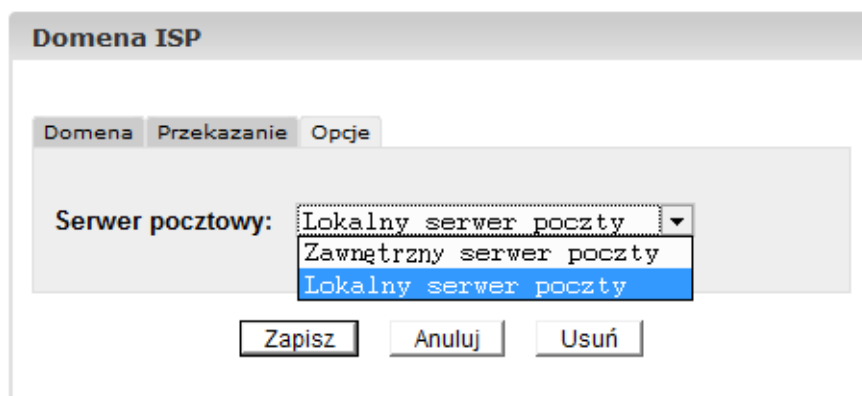 Domena ISP
Domena Przekazanie Opcje
Serwer pocztowy: Lokalny serwer poczty
Zawnętrzny serwer poczty
Lokalny serwer poczty
Zapisz Anuluj Usuń